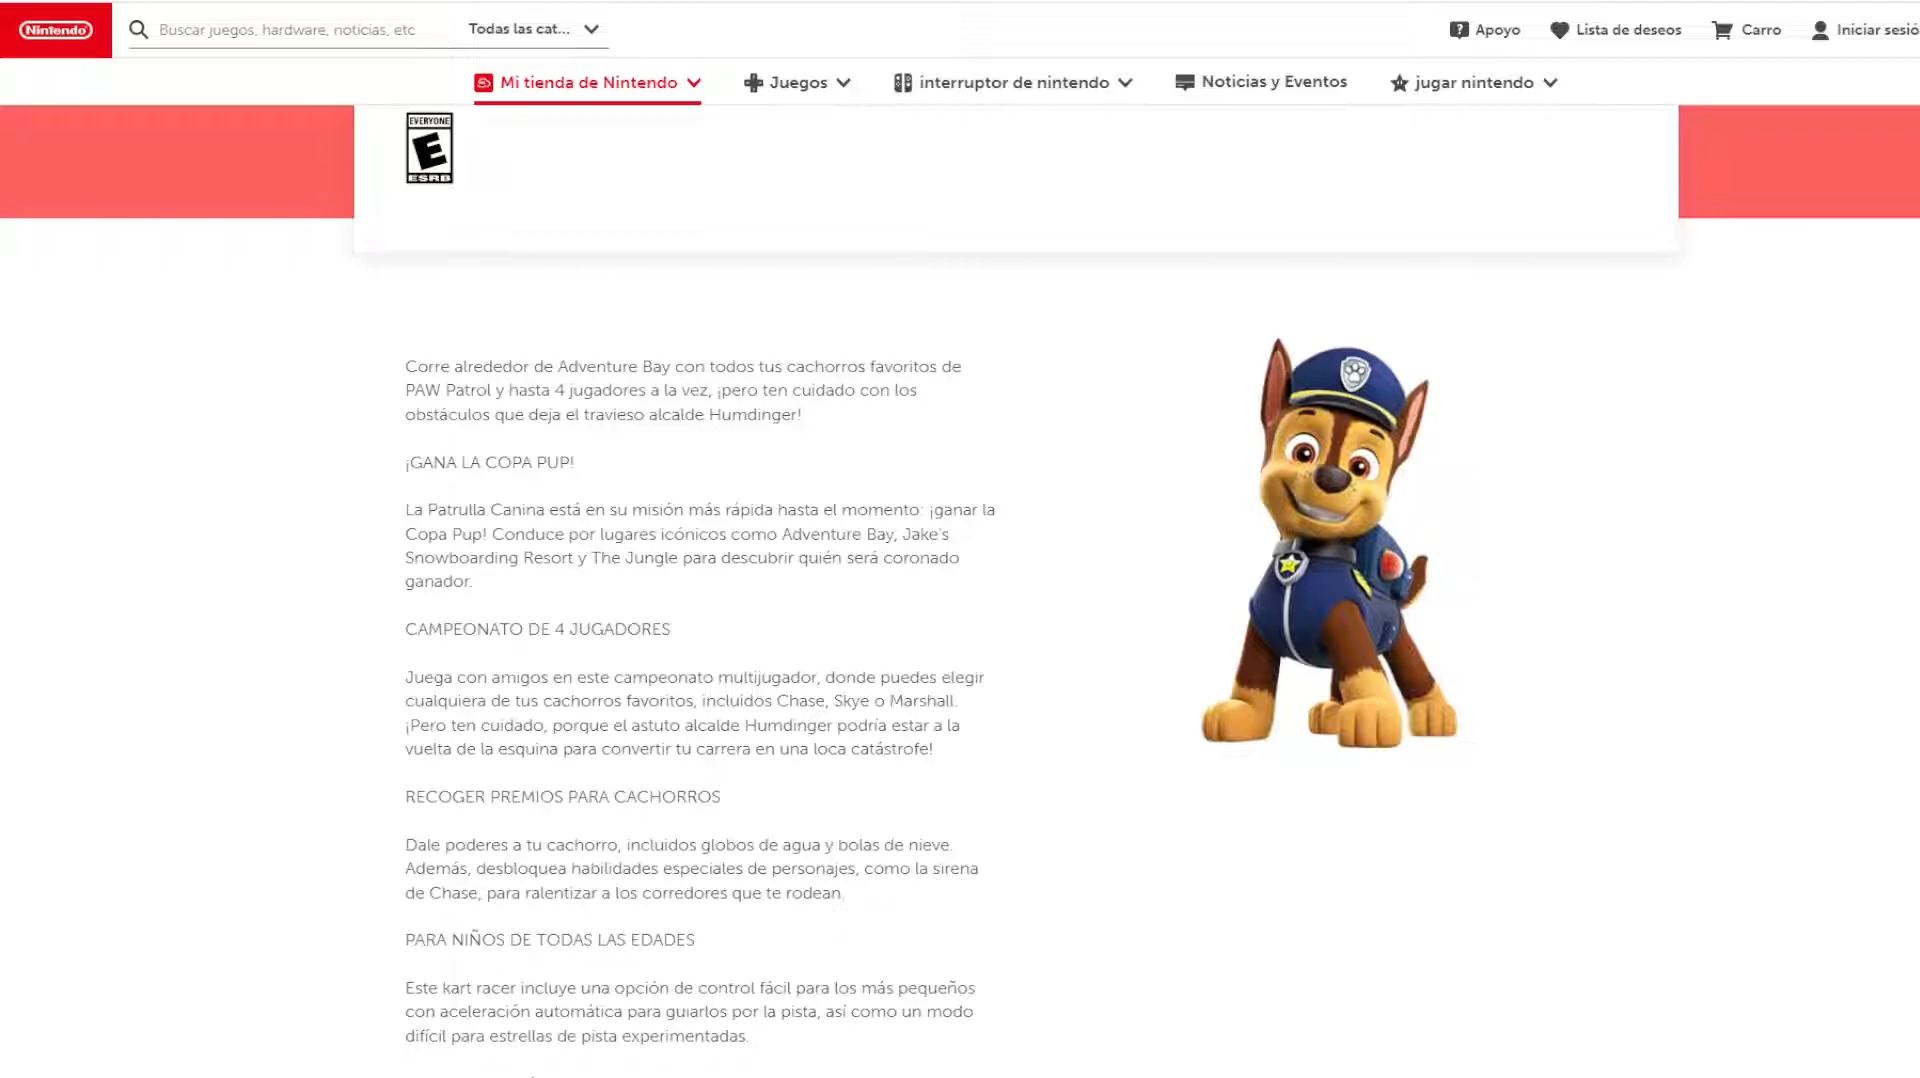 Nintendo
Buscar juegos, hardware, noticias, etc
Todas las cat...
Apoyo
Lista de deseos
Carro
Iniciar sesió
Mi tienda de Nintendo
Juegos
interruptor de nintendo
Noticias y Eventos
jugar nintendo
EVERYONE
E
ESRB
Corre alrededor de Adventure Bay con todos tus cachorros favoritos de
PAW Patrol y hasta 4 jugadores a la vez, ¡pero ten cuidado con los
obstáculos que deja el travieso alcalde Humdinger!
¡GANA LA COPA PUP!
La Patrulla Canina está en su misión más rápida hasta el momento: ¡ganar la
Copa Pup! Conduce por lugares icónicos como Adventure Bay, Jake's
Snowboarding Resort y The Jungle para descubrir quién será coronado
ganador.
CAMPEONATO DE 4 JUGADORES
Juega con amigos en este campeonato multijugador, donde puedes elegir
cualquiera de tus cachorros favoritos, incluidos Chase, Skye o Marshall.
¡Pero ten cuidado, porque el astuto alcalde Humdinger podría estar a la
vuelta de la esquina para convertir tu carrera en una loca catástrofe!
RECOGER PREMIOS PARA CACHORROS
Dale poderes a tu cachorro, incluidos globos de agua y bolas de nieve.
Además, desbloquea habilidades especiales de personajes, como la sirena
de Chase, para ralentizar a los corredores que te rodean.
PARA NIÑOS DE TODAS LAS EDADES
Este kart racer incluye una opción de control fácil para los más pequeños
con aceleración automática para guiarlos por la pista, así como un modo
difícil para estrellas de pista experimentadas.